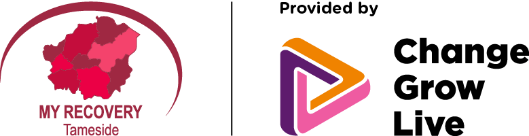 MY RECOVERY
Tameside
Provided by
Change
Grow
Live